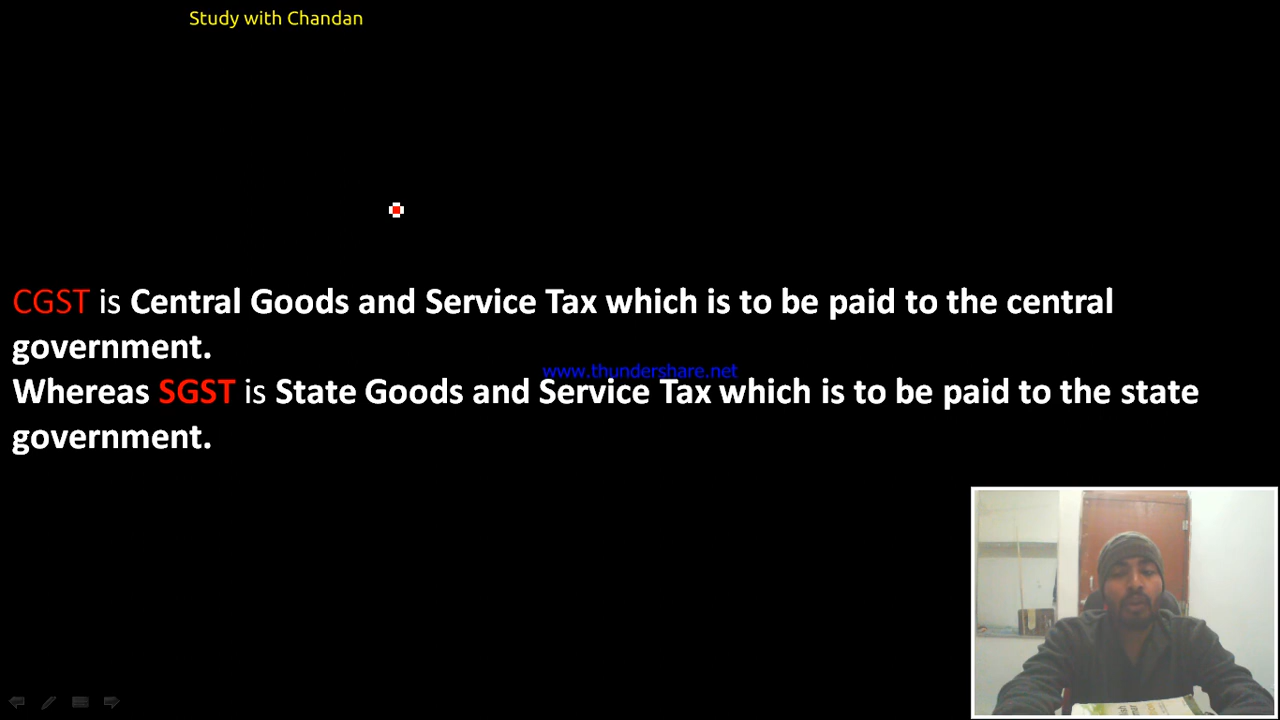 Study with Chandan
CGST is Central Goods and Service Tax which is to be paid to the central
government.
www.thundershare.net
Whereas SGST is State Goods and Service Tax which is to be paid to the state
government.